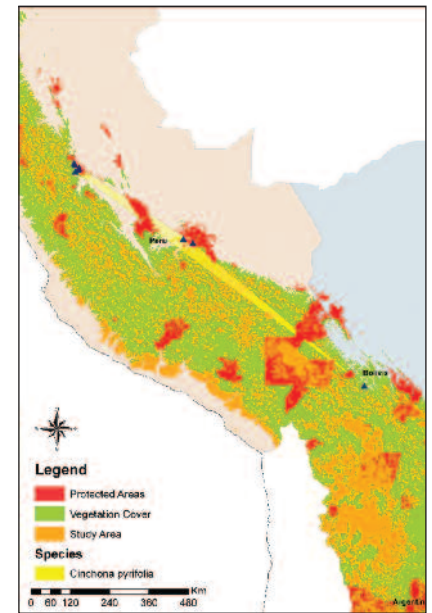 Peru
Bolivia
Legend
Protected Areas
Vegetation Cover
Study Area
Species
Cinchona pyrifolia
Km
0 60 120 240 360 480
Argentin